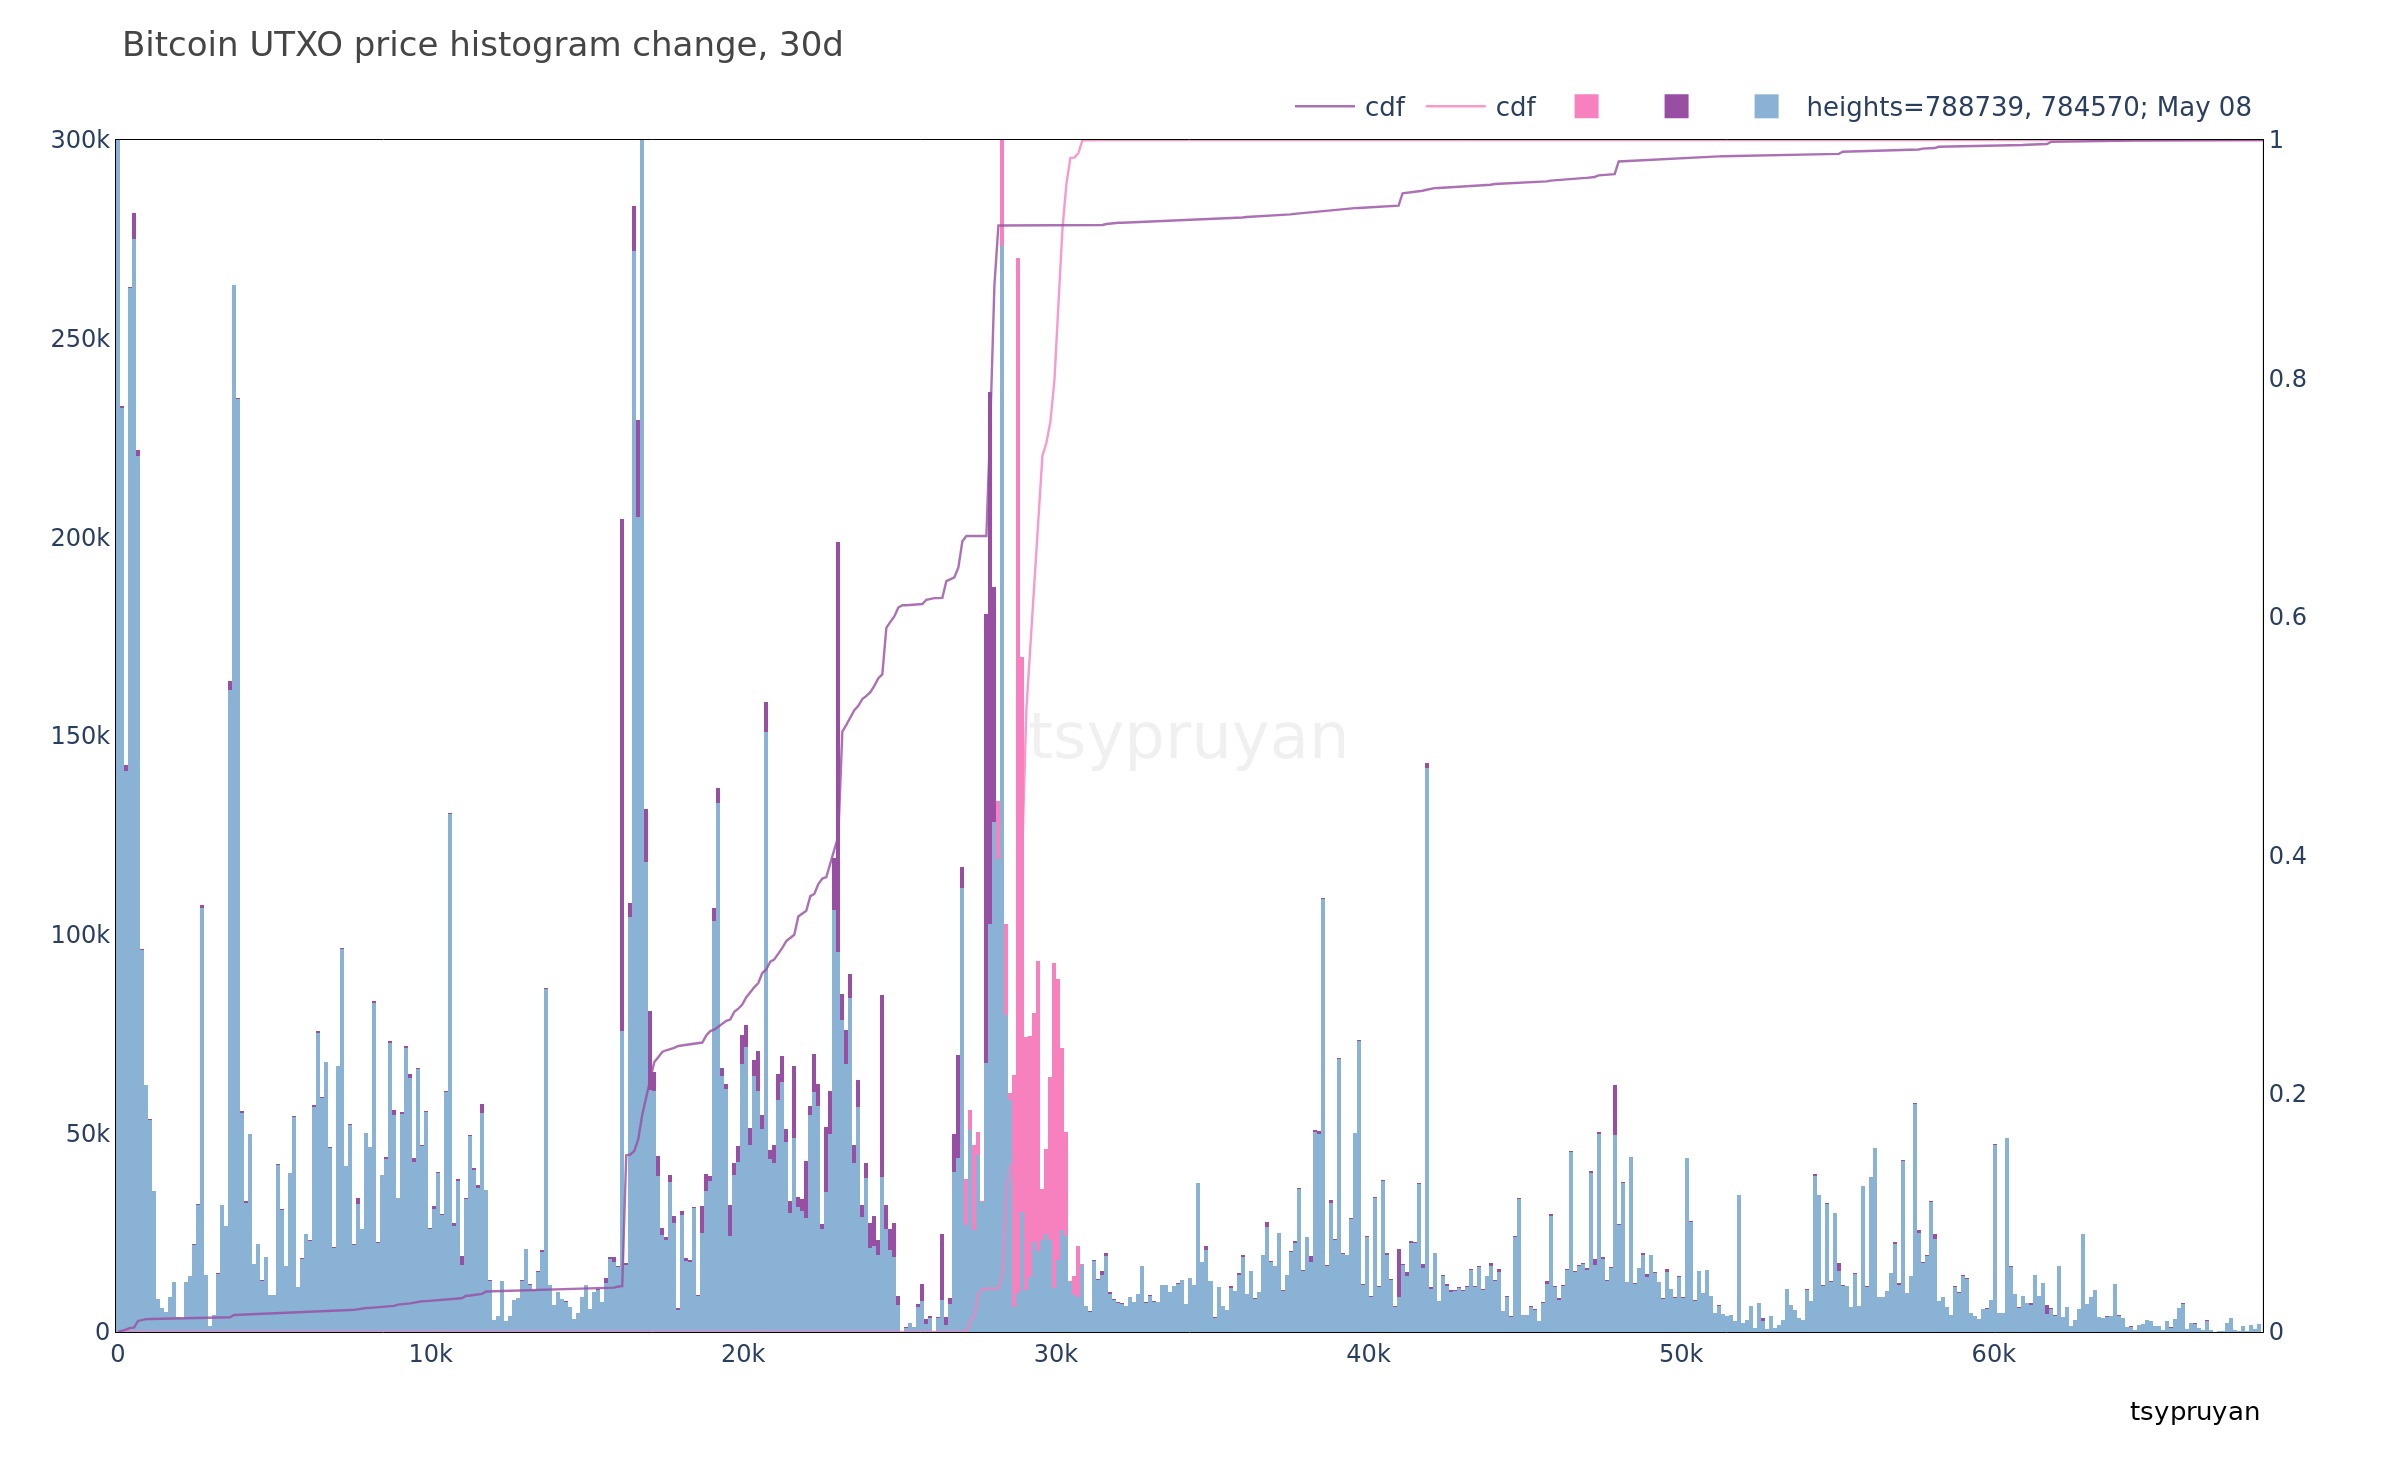 Bitcoin UTXO price histogram change, 30d
cdf cdf heights=788739, 784570; May 08
300k 1
250k
0.8
200k
0.6
150k
tsypruyan
0.4
100k
0.2
50k
0 0
0 10k 20k 30k 40k 50k 60k
tsypruyan